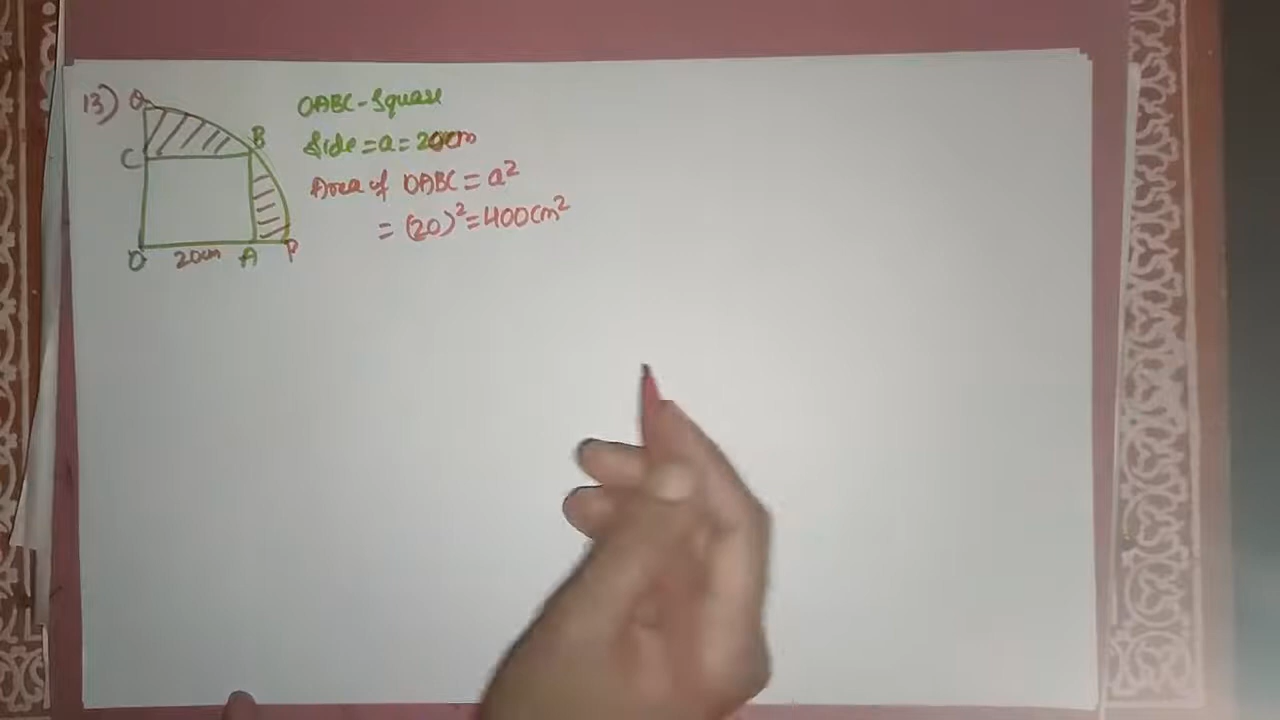 13) Q
B
C
O 20cm A P
OABC-Square
Side = a = 20cm
Area of OABC = a²
= (20)² = 400cm²